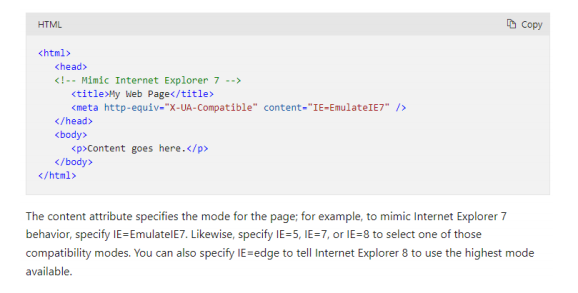 HTML
Copy
<html>
<head>
<!-- Mimic Internet Explorer 7 -->
<title>My Web Page</title>
<meta http-equiv="X-UA-Compatible" content="IE=EmulateIE7" />
</head>
<body>
<p>Content goes here.</p>
</body>
</html>
The content attribute specifies the mode for the page; for example, to mimic Internet Explorer 7
behavior, specify IE=EmulateIE7. Likewise, specify IE=5, IE=7, or IE=8 to select one of those
compatibility modes. You can also specify IE=edge to tell Internet Explorer 8 to use the highest mode
available.